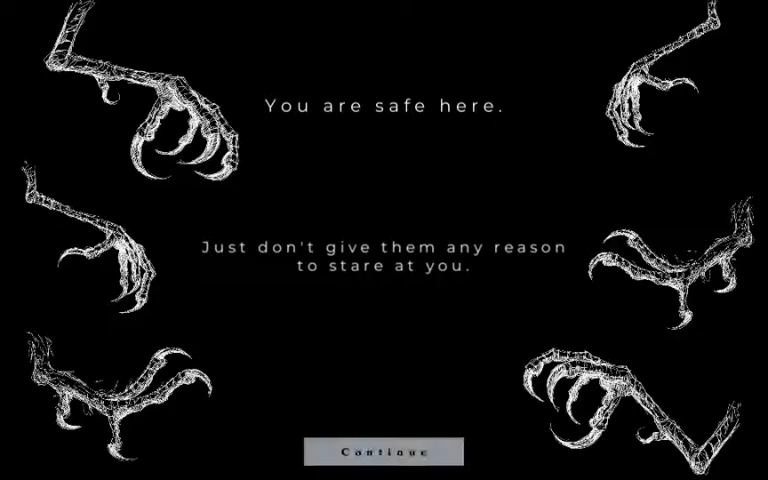 You are safe here.
Just don't give them any reason
to stare at you.
Continue